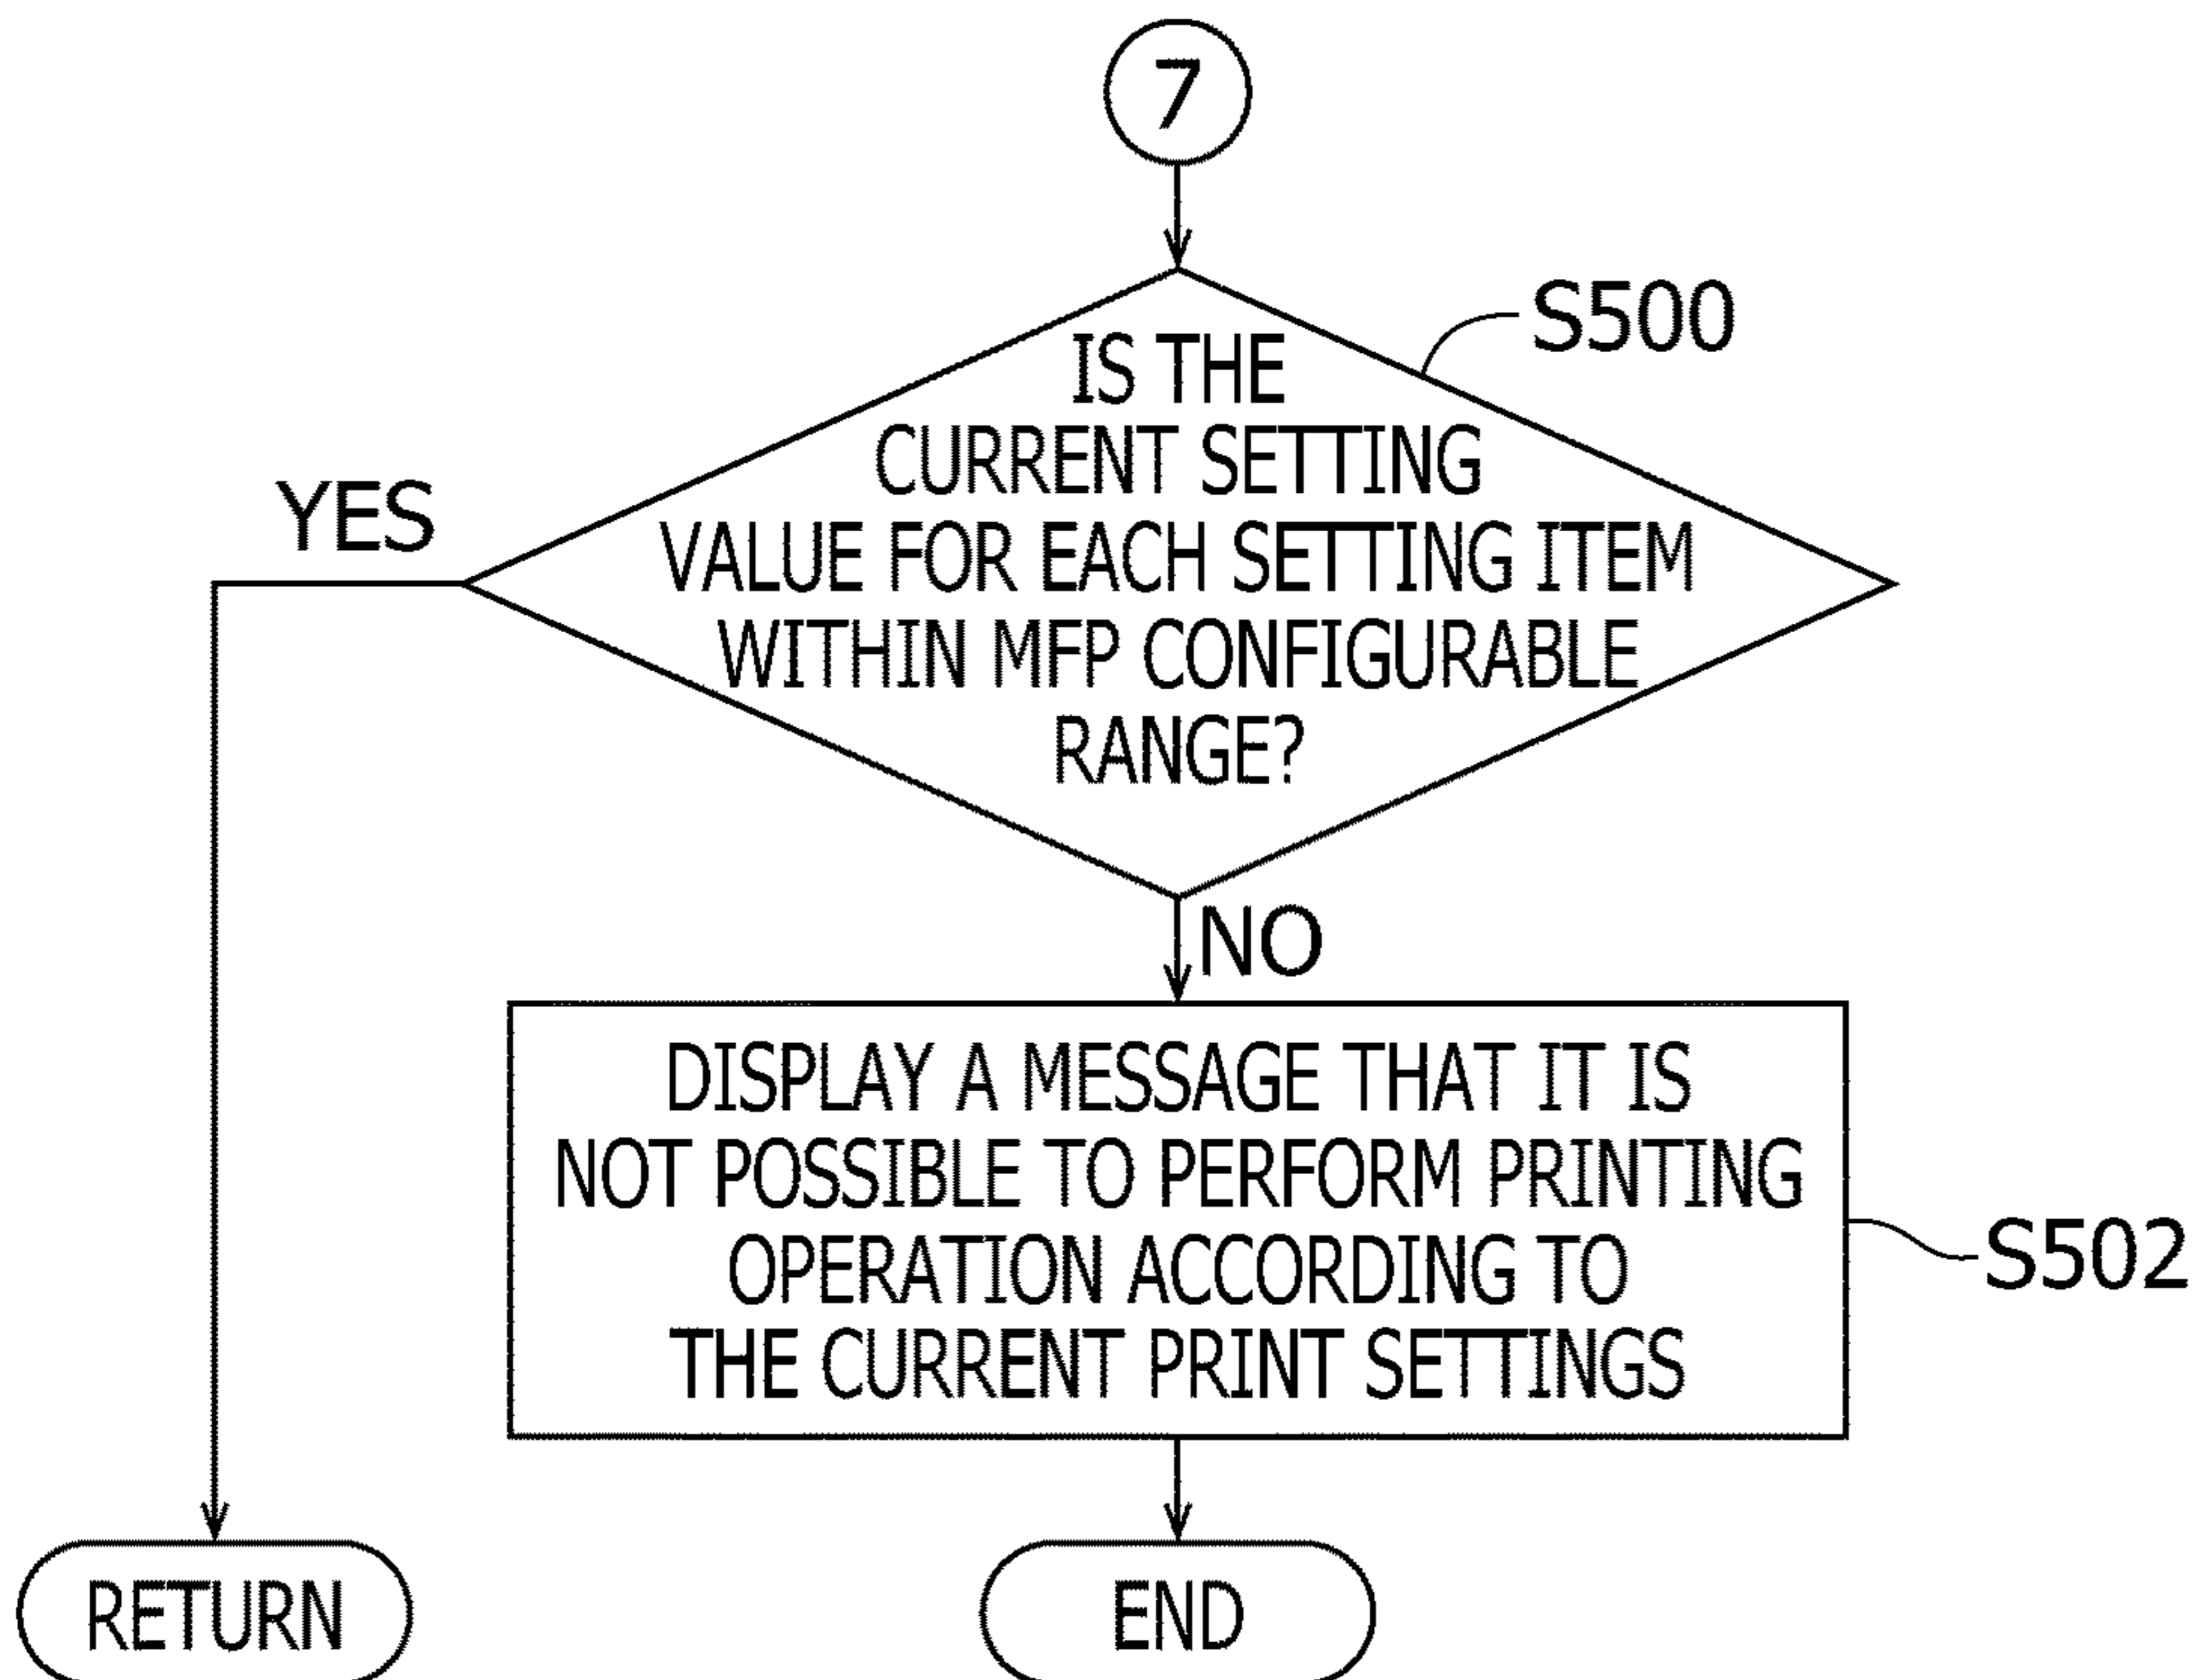 7
S500
IS THE
CURRENT SETTING
VALUE FOR EACH SETTING ITEM
WITHIN MFP CONFIGURABLE
RANGE?
YES
NO
DISPLAY A MESSAGE THAT IT IS
NOT POSSIBLE TO PERFORM PRINTING
OPERATION ACCORDING TO
THE CURRENT PRINT SETTINGS
S502
RETURN
END